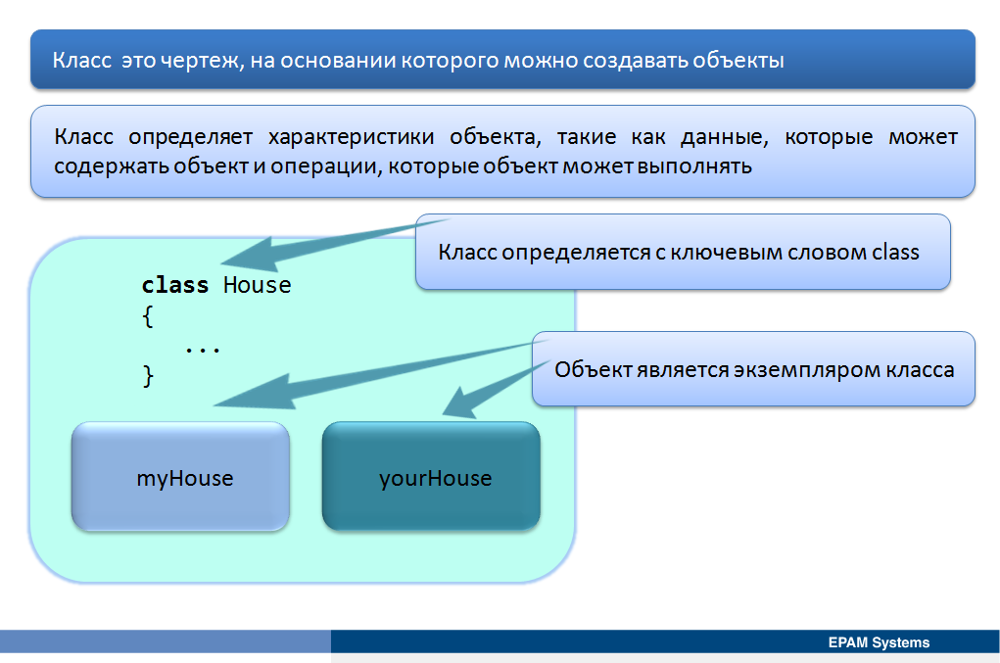 Класс это чертеж, на основании которого можно создавать объекты
Класс определяет характеристики объекта, такие как данные, которые может
содержать объект и операции, которые объект может выполнять
Класс определяется с ключевым словом class
class House
{
...
}
Объект является экземпляром класса
myHouse
yourHouse
EPAM Systems